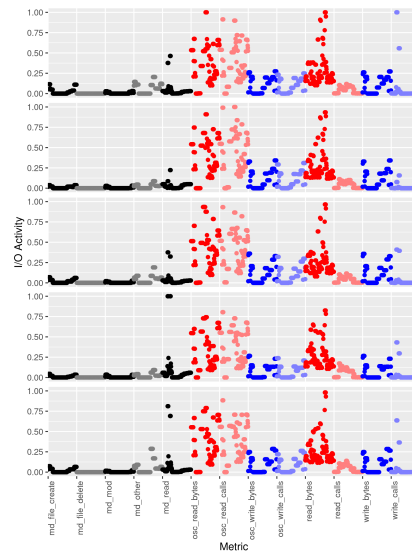 1.00
0.75
0.50
0.25
0.00
1.00
0.75
0.50
0.25
0.00
1.00
0.75
0.50
0.25
0.00
1.00
0.75
0.50
0.25
0.00
1.00
0.75
0.50
0.25
0.00
I/O Activity
md_file_create
md_file_delete
md_mod
md_other
md_read
osc_read_bytes
osc_read_calls
osc_write_bytes
osc_write_calls
read_bytes
read_calls
write_bytes
write_calls
Metric